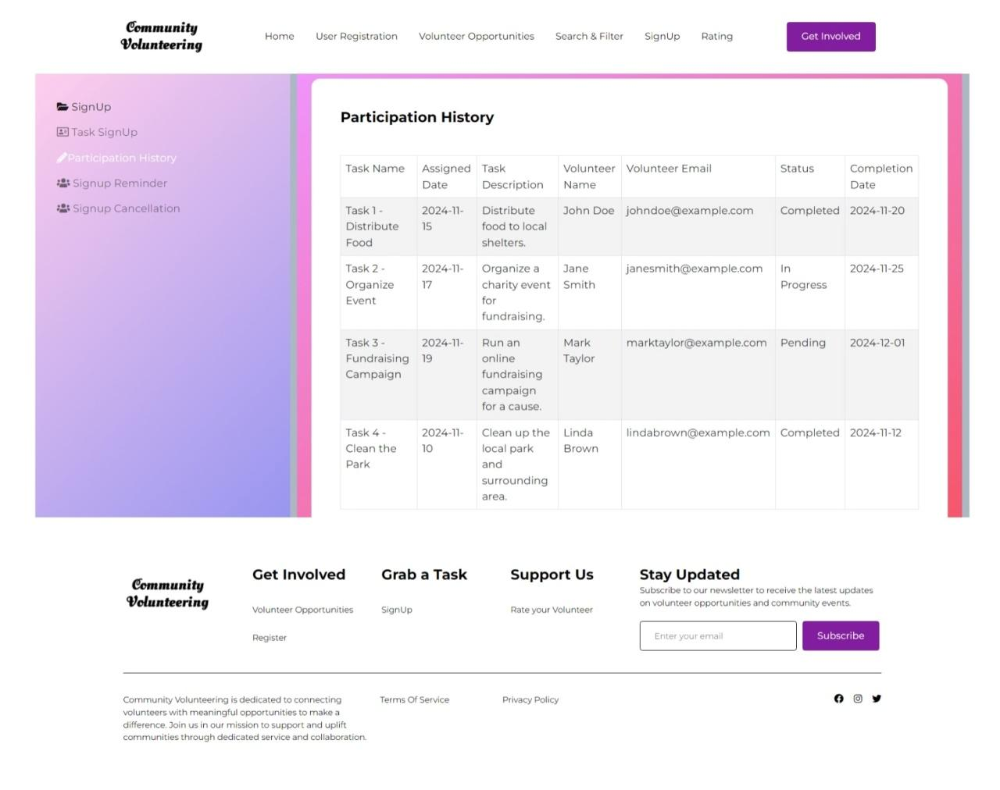 Community
Volunteering
Home
User Registration
Volunteer Opportunities
Search & Filter
SignUp
Rating
Get Involved
SignUp
Task SignUp
Participation History
Signup Reminder
Signup Cancellation
Participation History
Task Name
Assigned
Date
Task
Description
Volunteer
Name
Volunteer Email
Status
Completion
Date
Task 1 -
Distribute
Food
2024-11-
15
Distribute
food to local
shelters.
John Doe
johndoe@example.com
Completed
2024-11-20
Task 2 -
Organize
Event
2024-11-
17
Organize a
charity event
for
fundraising.
Jane
Smith
janesmith@example.com
In
Progress
2024-11-25
Task 3 -
Fundraising
Campaign
2024-11-
19
Run an
online
fundraising
campaign
for a cause.
Mark
Taylor
marktaylor@example.com
Pending
2024-12-01
Task 4 -
Clean the
Park
2024-11-
10
Clean up the
local park
and
surrounding
area.
Linda
Brown
lindabrown@example.com
Completed
2024-11-12
Community
Volunteering
Get Involved
Volunteer Opportunities
Register
Grab a Task
SignUp
Support Us
Rate your Volunteer
Stay Updated
Subscribe to our newsletter to receive the latest updates
on volunteer opportunities and community events.
Enter your email
Subscribe
Community Volunteering is dedicated to connecting
volunteers with meaningful opportunities to make a
difference. Join us in our mission to support and uplift
communities through dedicated service and collaboration.
Terms Of Service
Privacy Policy